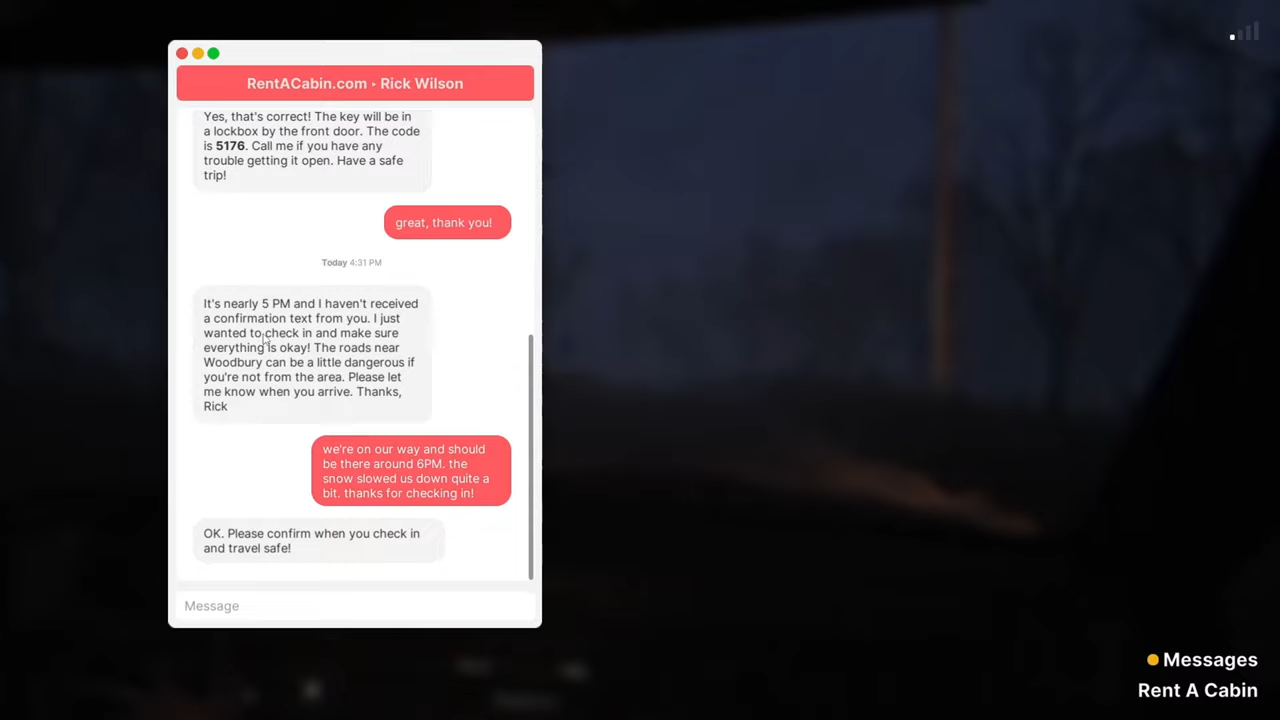 RentACabin.com • Rick Wilson
Yes, that's correct! The key will be in
a lockbox by the front door. The code
is 5176. Call me if you have any
trouble getting it open. Have a safe
trip!
great, thank you!
Today 4:31 PM
It's nearly 5 PM and I haven't received
a confirmation text from you. I just
wanted to check in and make sure
everything is okay! The roads near
Woodbury can be a little dangerous if
you're not from the area. Please let
me know when you arrive. Thanks,
Rick
we're on our way and should
be there around 6PM. the
snow slowed us down quite a
bit. thanks for checking in!
OK. Please confirm when you check in
and travel safe!
Message
Messages
Rent A Cabin